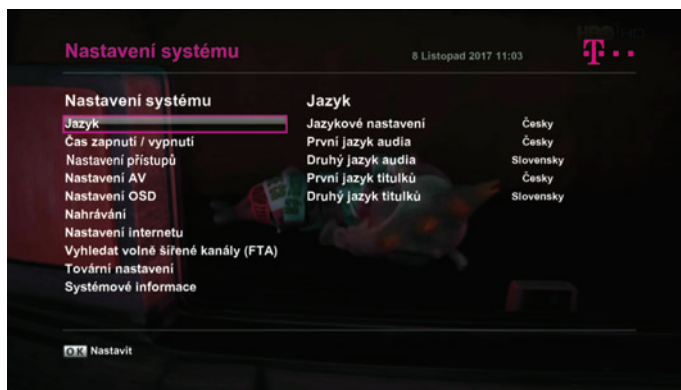 HBO HD
Nastavení systému
8 Listopad 2017 11:03
T
Nastavení systému
Jazyk
Čas zapnutí / vypnutí
Nastavení přístupů
Nastavení AV
Nastavení OSD
Nahrávání
Nastavení internetu
Vyhledat volně šířené kanály (FTA)
Tovární nastavení
Systémové informace
Jazyk
Jazykové nastavení Česky
První jazyk audia Česky
Druhý jazyk audia Slovensky
První jazyk titulků Česky
Druhý jazyk titulků Slovensky
OK Nastavit